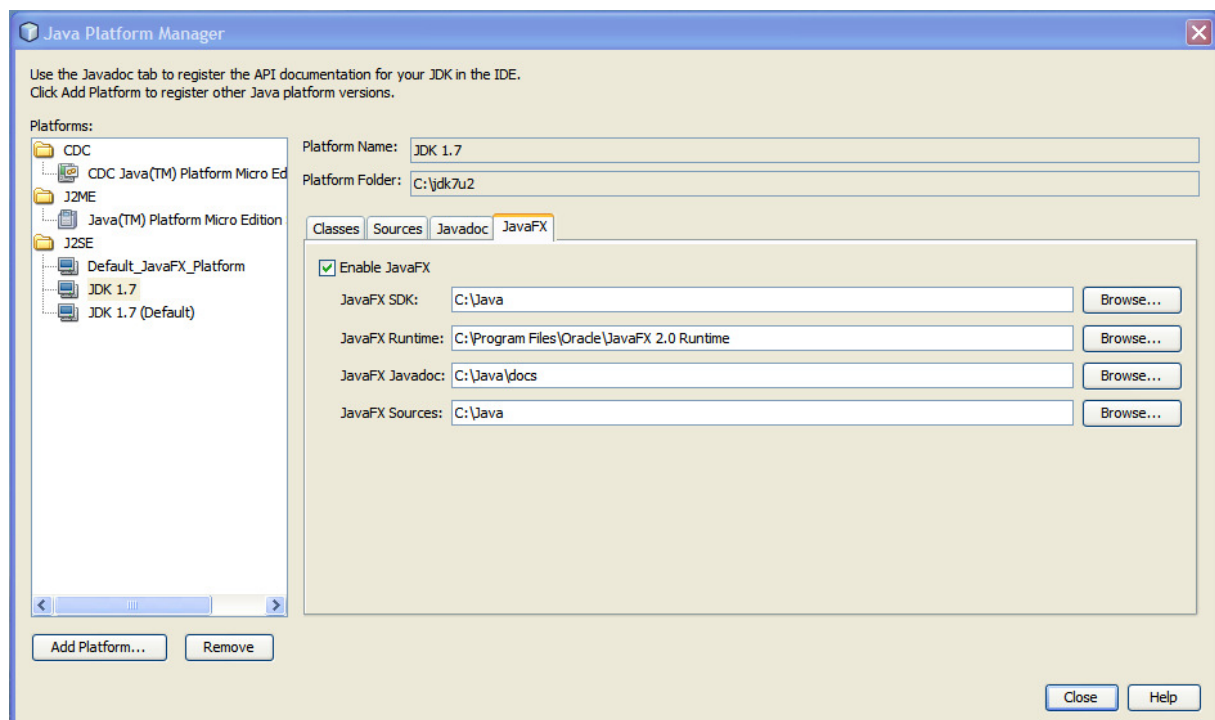 Java Platform Manager
Use the Javadoc tab to register the API documentation for your JDK in the IDE.
Click Add Platform to register other Java platform versions.
Platforms:
CDC
CDC Java(TM) Platform Micro Ed
J2ME
Java(TM) Platform Micro Edition
J2SE
Default_JavaFX_Platform
JDK 1.7
JDK 1.7 (Default)
Platform Name: JDK 1.7
Platform Folder: C:\jdk7u2
Classes Sources Javadoc JavaFX
Enable JavaFX
JavaFX SDK: C:\Java Browse...
JavaFX Runtime: C:\Program Files\Oracle\JavaFX 2.0 Runtime Browse...
JavaFX Javadoc: C:\Java\docs Browse...
JavaFX Sources: C:\Java Browse...
Add Platform... Remove
Close Help